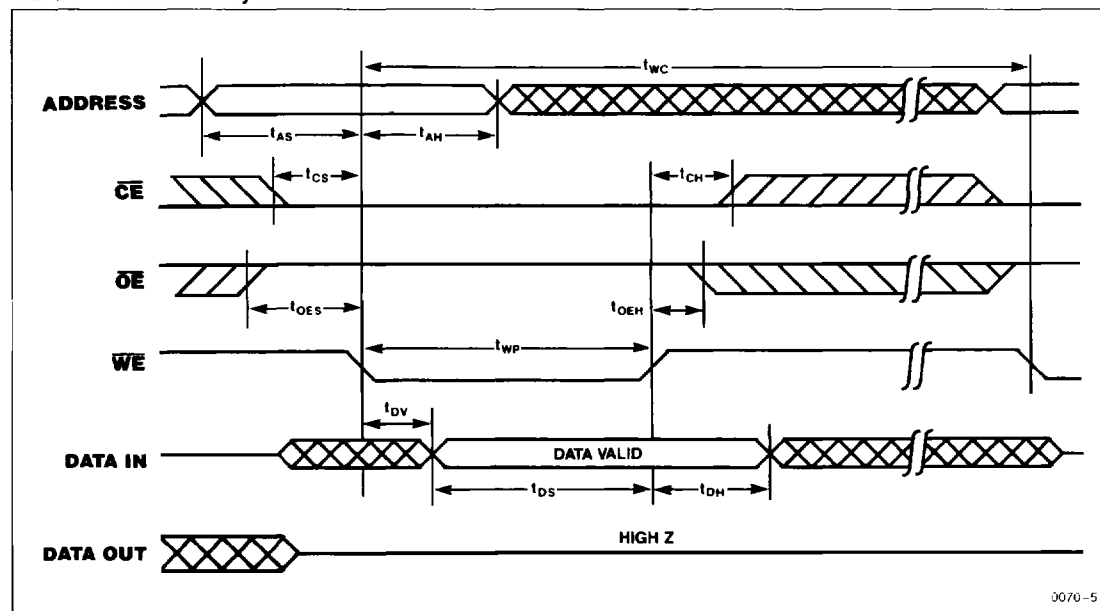 tWC
ADDRESS
tAS
tAH
tCS
tCH
CE
OE
tOES
tOEH
tWP
WE
tDV
DATA IN
DATA VALID
tDS
tDH
HIGH Z
DATA OUT
0070-5